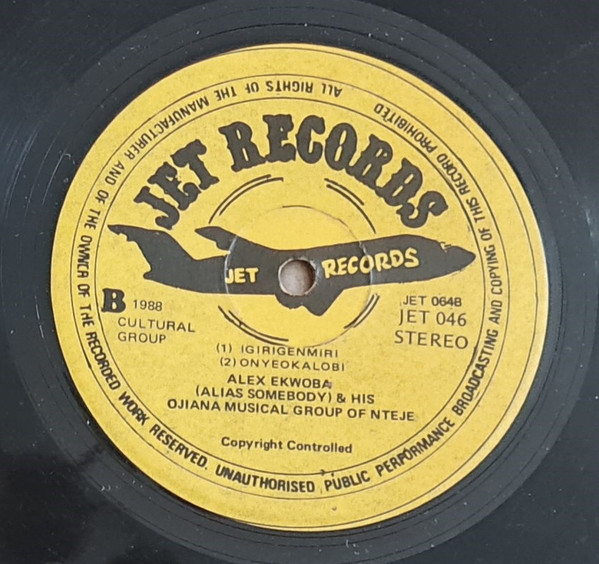 ALL RIGHTS OF THE MANUFACTURER AND OF THE OWNER OF THE RECORDED WORK RESERVED. UNAUTHORISED PUBLIC PERFORMANCE BROADCASTING AND COPYING OF THIS RECORD PROHIBITED
JET RECORDS
JET RECORDS
B 1988
CULTURAL
GROUP
JET 064B
JET 046
STEREO
(1) IGIRIGENMIRI
(2) ONYEOKALOBI
ALEX EKWOBA
(ALIAS SOMEBODY) & HIS
OJIANA MUSICAL GROUP OF NTEJE
Copyright Controlled